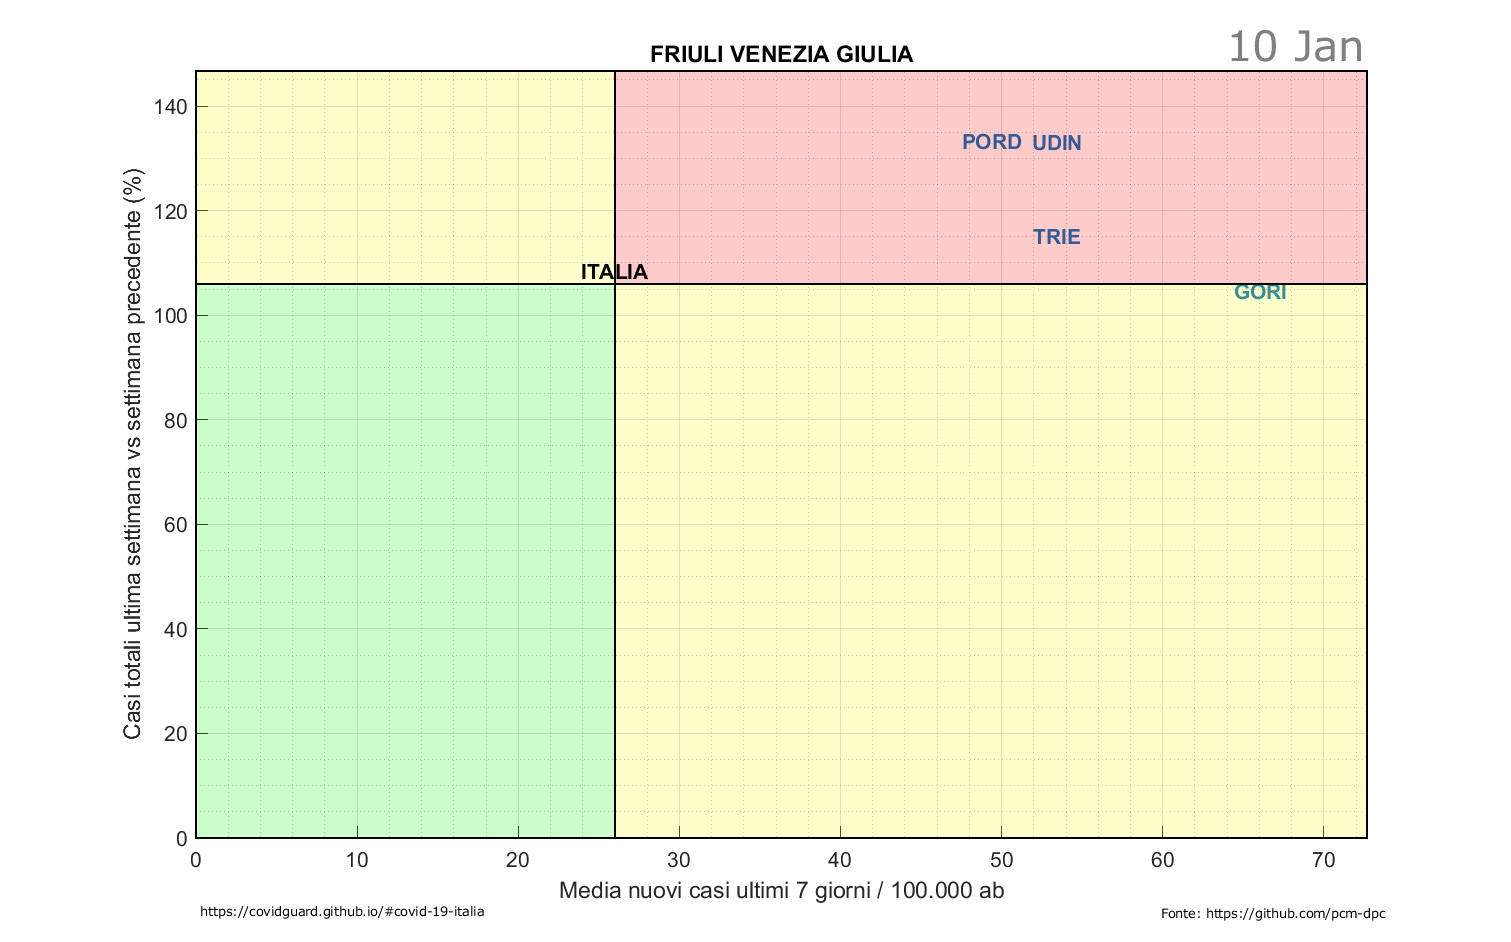 10 Jan
FRIULI VENEZIA GIULIA
Casi totali ultima settimana vs settimana precedente (%)
140
120
100
80
60
40
20
0
PORD UDIN
TRIE
ITALIA
GORI
0 10 20 30 40 50 60 70
Media nuovi casi ultimi 7 giorni / 100.000 ab
https://covidguard.github.io/#covid-19-italia
Fonte: https://github.com/pcm-dpc